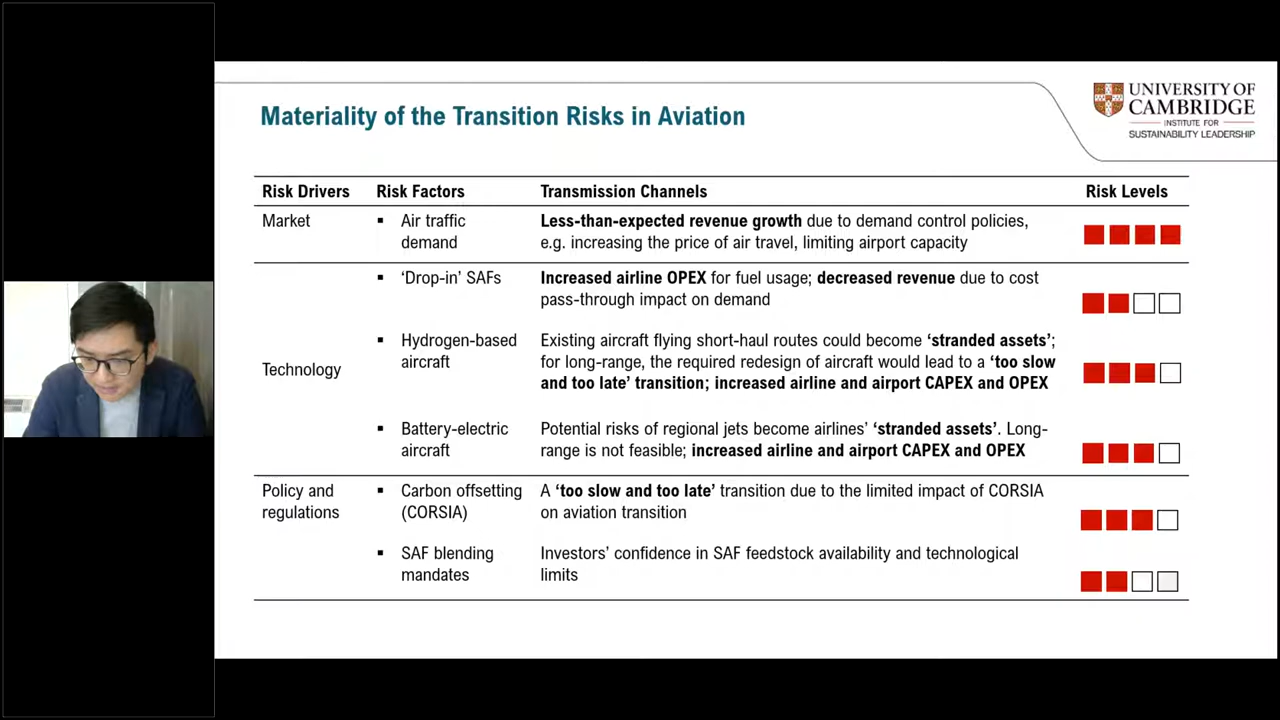 Materiality of the Transition Risks in Aviation
UNIVERSITY OF
CAMBRIDGE
INSTITUTE FOR
SUSTAINABILITY LEADERSHIP
Risk Drivers Risk Factors Transmission Channels Risk Levels
Market ▪ Air traffic Less-than-expected revenue growth due to demand control policies,
demand e.g. increasing the price of air travel, limiting airport capacity
▪ ‘Drop-in’ SAFs Increased airline OPEX for fuel usage; decreased revenue due to cost
pass-through impact on demand
▪ Hydrogen-based Existing aircraft flying short-haul routes could become ‘stranded assets’;
aircraft for long-range, the required redesign of aircraft would lead to a ‘too slow
Technology and too late’ transition; increased airline and airport CAPEX and OPEX
▪ Battery-electric Potential risks of regional jets become airlines’ ‘stranded assets’. Long-
aircraft range is not feasible; increased airline and airport CAPEX and OPEX
Policy and ▪ Carbon offsetting A ‘too slow and too late’ transition due to the limited impact of CORSIA
regulations (CORSIA) on aviation transition
▪ SAF blending Investors’ confidence in SAF feedstock availability and technological
mandates limits